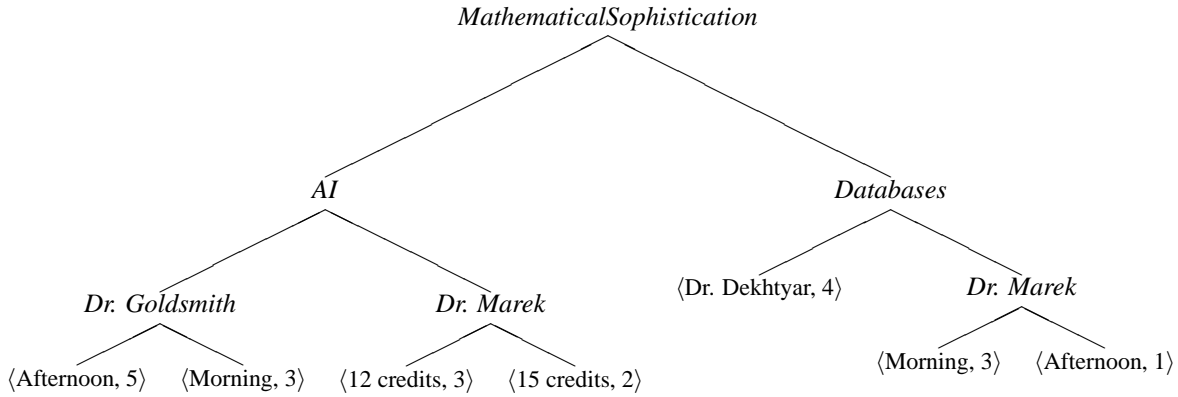 MathematicalSophistication
AI Databases
⟨Dr. Dekhtyar, 4⟩
Dr. Goldsmith Dr. Marek Dr. Marek
⟨Morning, 3⟩ ⟨Afternoon, 1⟩
⟨Afternoon, 5⟩ ⟨Morning, 3⟩ ⟨12 credits, 3⟩ ⟨15 credits, 2⟩